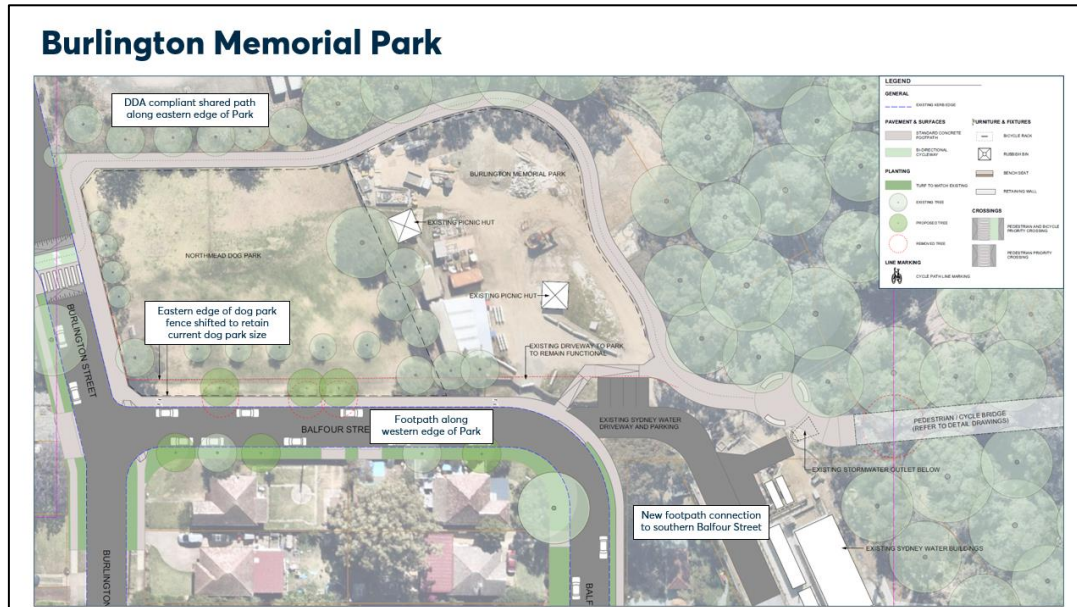 Burlington Memorial Park
DDA compliant shared path
along eastern edge of Park
LEGEND
GENERAL
EXISTING KERB EDGE
PAVEMENT & SURFACES
STANDARD CONCRETE
FOOTPATH
BI-DIRECTIONAL
CYCLEWAY
PLANTING
TURF TO MATCH EXISTING
EXISTING TREE
PROPOSED TREE
REMOVED TREE
LINE MARKING
CYCLE PATH LINE MARKING
FURNITURE & FIXTURES
BICYCLE RACK
RUBBISH BIN
BENCH SEAT
RETAINING WALL
CROSSINGS
PEDESTRIAN AND BICYCLE
PRIORITY CROSSING
PEDESTRIAN PRIORITY
CROSSING
BURLINGTON MEMORIAL PARK
EXISTING PICNIC HUT
NORTHMEAD DOG PARK
EXISTING PICNIC HUT
Eastern edge of dog park
fence shifted to retain
current dog park size
BURLINGTON STREET
EXISTING DRIVEWAY TO PARK
TO REMAIN FUNCTIONAL
Footpath along
western edge of Park
BALFOUR STREE
EXISTING SYDNEY WATER
DRIVEWAY AND PARKING
PEDESTRIAN / CYCLE BRIDGE
(REFER TO DETAIL DRAWINGS)
EXISTING STORMWATER OUTLET BELOW
New footpath connection
to southern Balfour Street
EXISTING SYDNEY WATER BUILDINGS
BURLINGTON
BALF